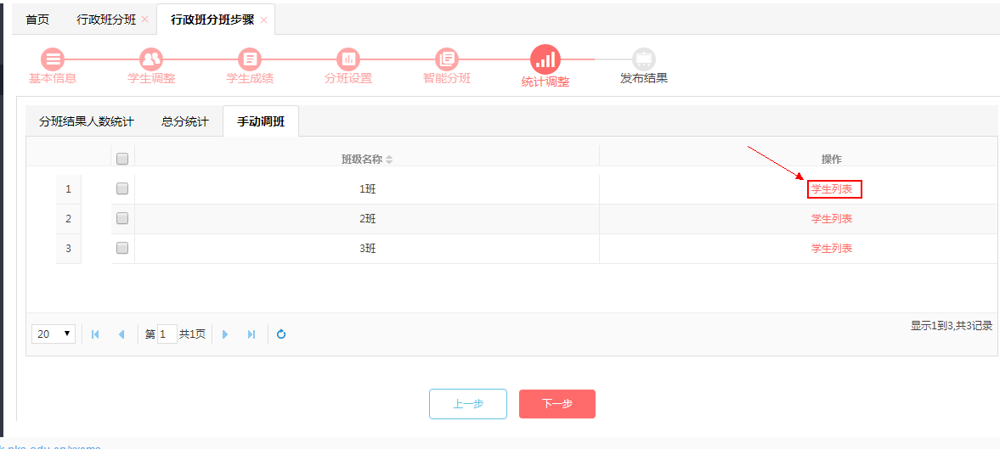 首页 行政班分班 × 行政班分班步骤 ×
基本信息 学生调整 学生成绩 分班设置 智能分班 统计调整 发布结果
分班结果人数统计 总分统计 手动调班
班级名称 操作
1 1班 学生列表
2 2班 学生列表
3 3班 学生列表
20 第 1 共1页 显示1到3,共3记录
上一步 下一步